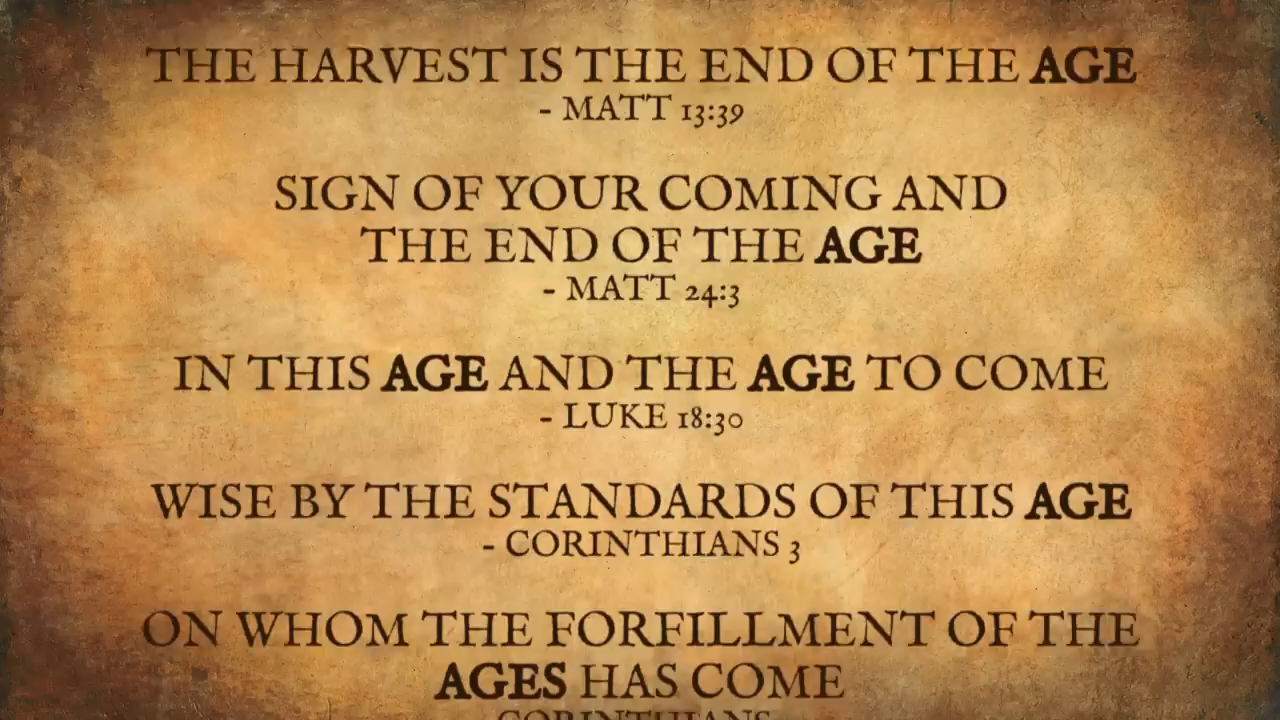 THE HARVEST IS THE END OF THE AGE
- MATT 13:39
SIGN OF YOUR COMING AND
THE END OF THE AGE
- MATT 24:3
IN THIS AGE AND THE AGE TO COME
- LUKE 18:30
WISE BY THE STANDARDS OF THIS AGE
- CORINTHIANS 3
ON WHOM THE FORFILLMENT OF THE
AGES HAS COME
CORINTHIANS